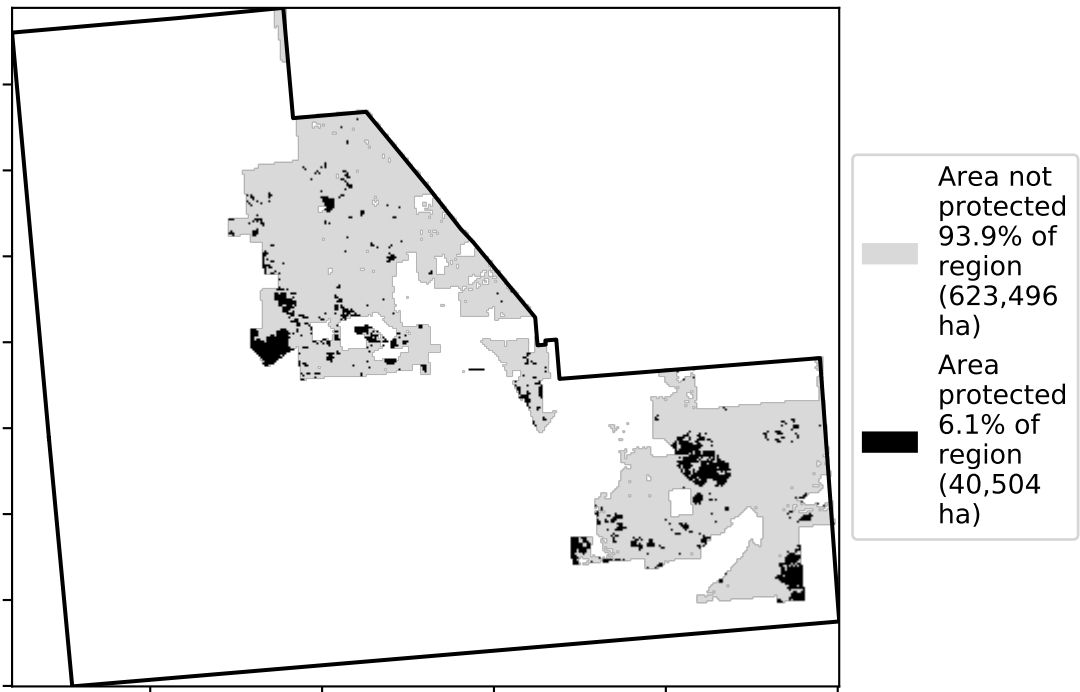 Area not
protected
93.9% of
region
(623,496
ha)
Area
protected
6.1% of
region
(40,504
ha)